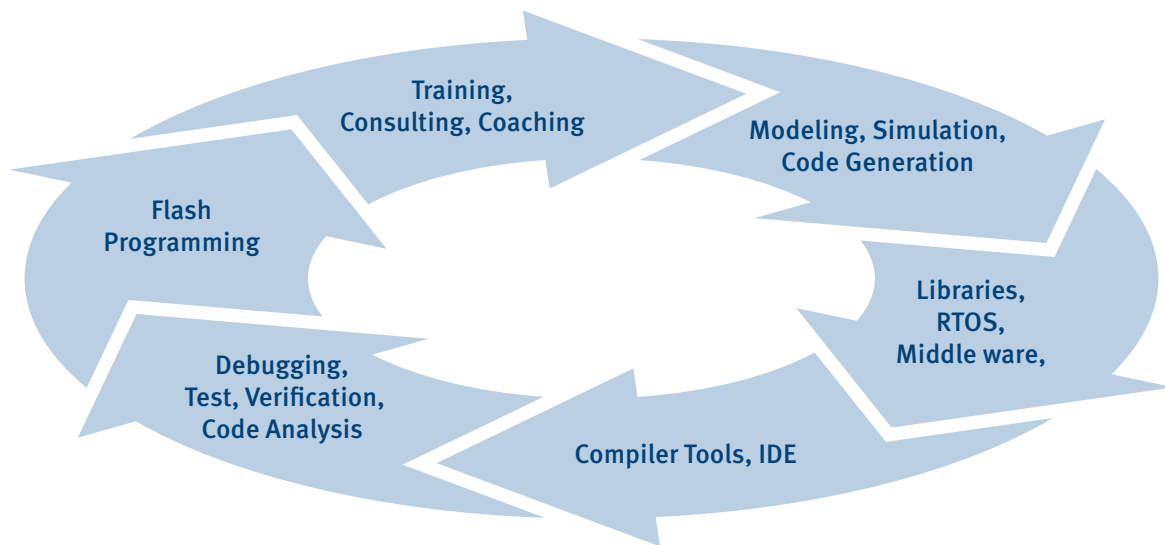 Training,
Consulting, Coaching
Modeling, Simulation,
Code Generation
Libraries,
RTOS,
Middle ware,
Compiler Tools, IDE
Debugging,
Test, Verification,
Code Analysis
Flash
Programming